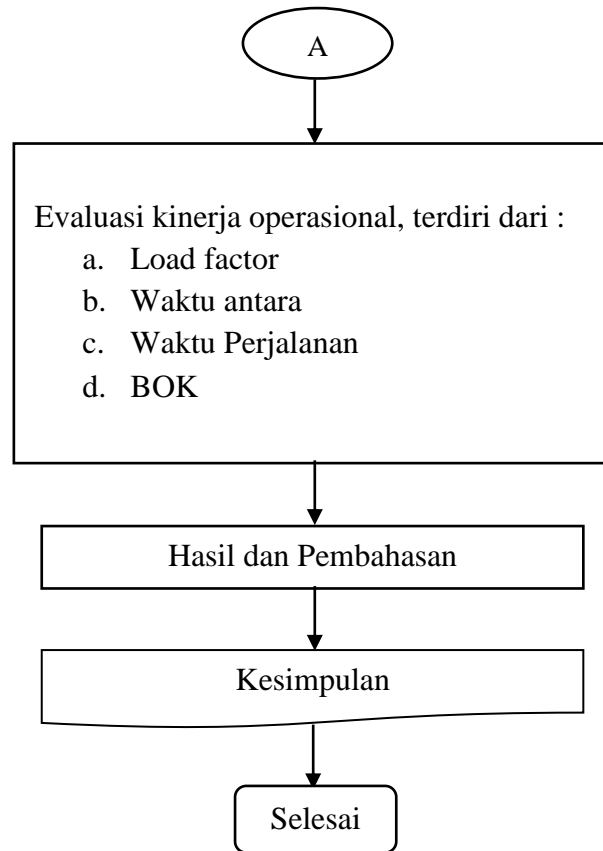 A
Evaluasi kinerja operasional, terdiri dari :
a. Load factor
b. Waktu antara
c. Waktu Perjalanan
d. BOK
Hasil dan Pembahasan
Kesimpulan
Selesai